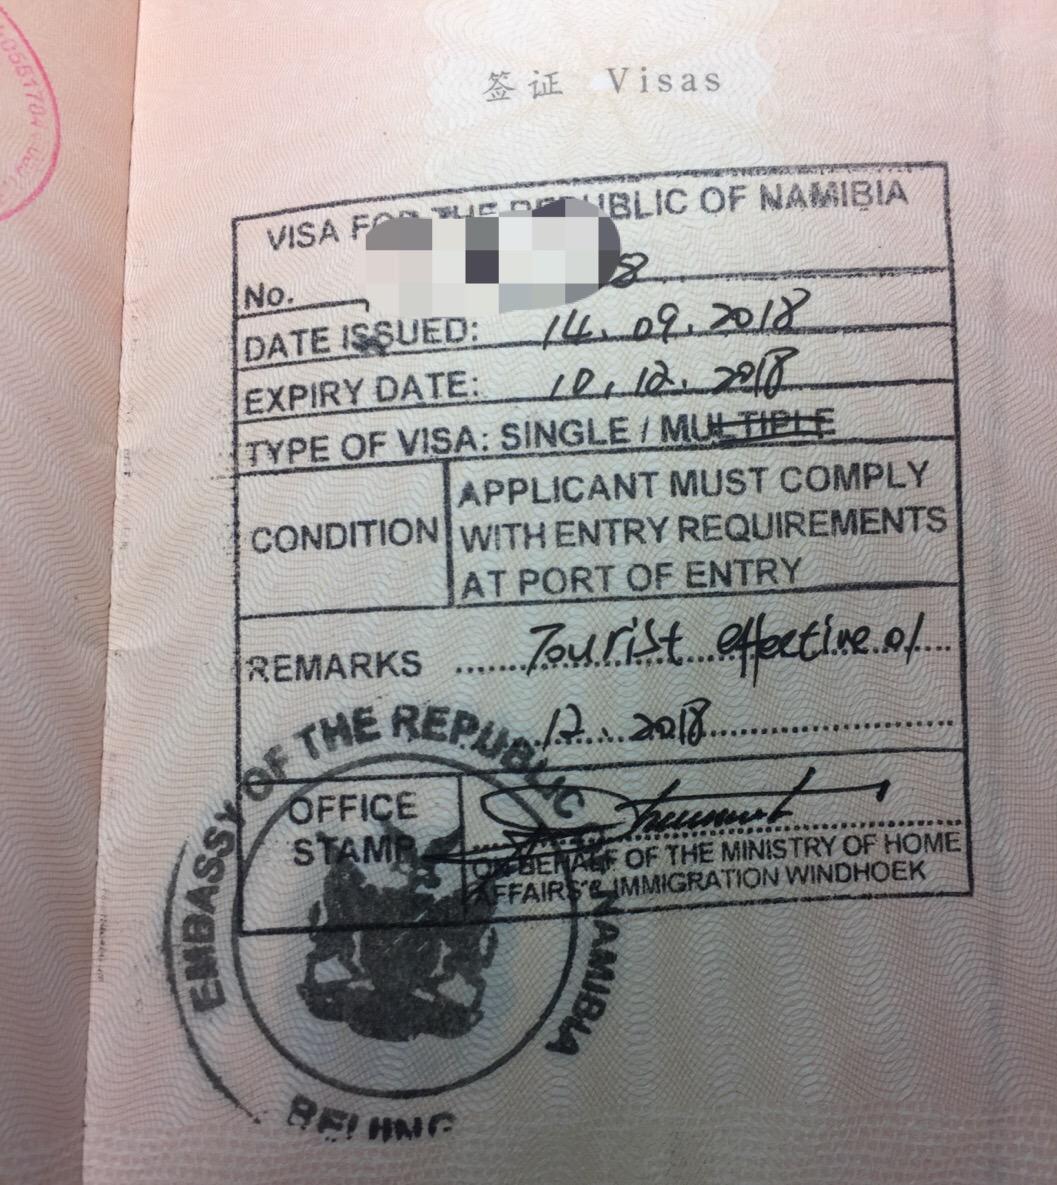 签证 Visas
VISA FOR THE REPUBLIC OF NAMIBIA
No. 8
DATE ISSUED: 14.09.2018
EXPIRY DATE: 10.12.2018
TYPE OF VISA: SINGLE / MULTIPLE
CONDITION
APPLICANT MUST COMPLY
WITH ENTRY REQUIREMENTS
AT PORT OF ENTRY
REMARKS Tourist effective 01
12.2018
OFFICE
STAMP
ON BEHALF OF THE MINISTRY OF HOME
AFFAIRS & IMMIGRATION WINDHOEK
EMBASSY OF THE REPUBLIC NAMIBIA
BEIJING